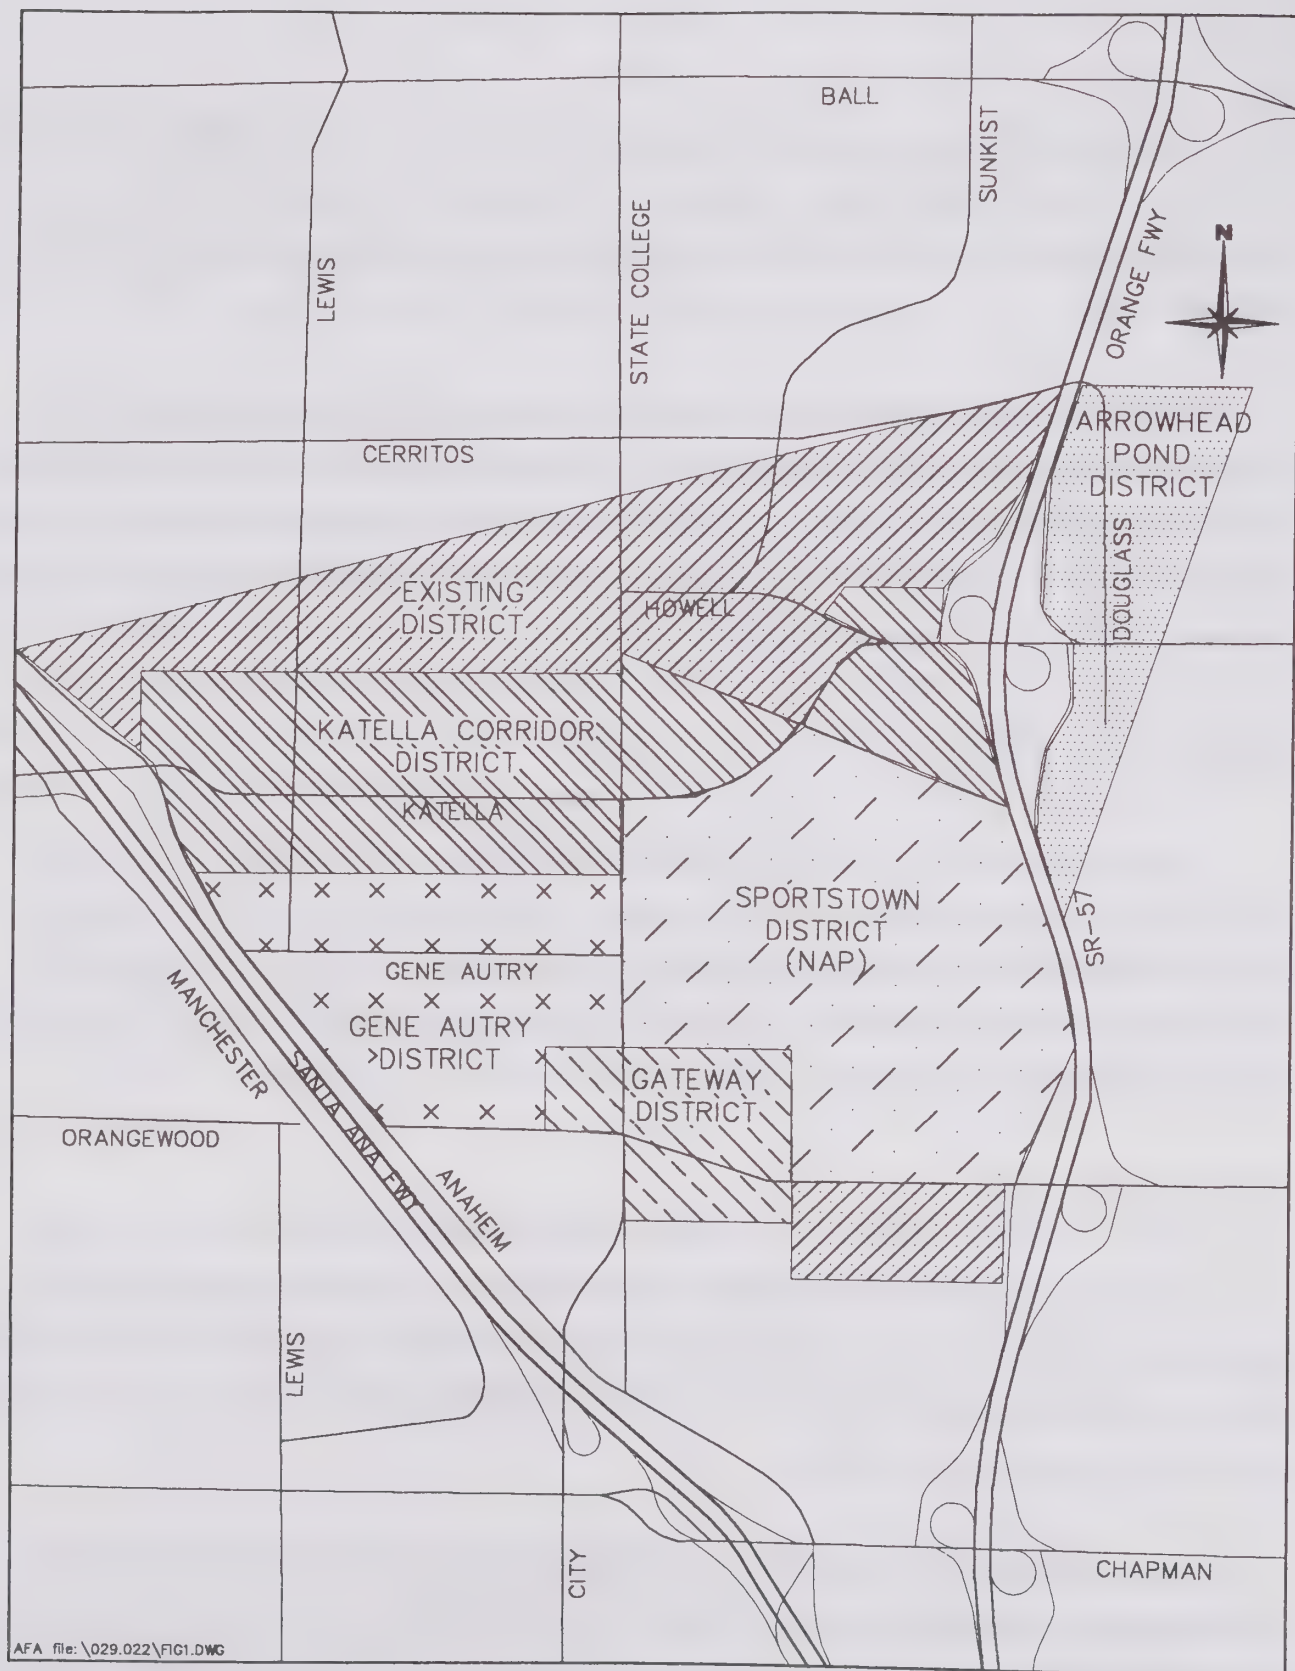 BALL
SUNKIST
STATE COLLEGE
LEWIS
ORANGE FWY
N
CERRITOS
ARROWHEAD
POND
DISTRICT
DOUGLASS
EXISTING
DISTRICT
HOWELL
KATELLA CORRIDOR
DISTRICT
KATELLA
SPORTSTOWN
DISTRICT
(NAP)
SR-57
GENE AUTRY
GENE AUTRY
DISTRICT
MANCHESTER
SANTA ANA FWY
ANAHEIM
GATEWAY
DISTRICT
ORANGEWOOD
LEWIS
CITY
CHAPMAN
AFA file: \029.022\FIG1.DWG